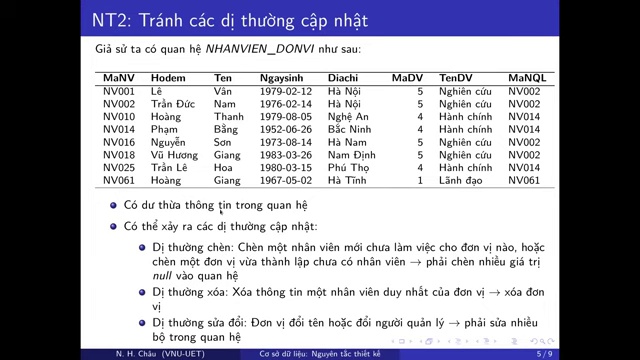 NT2: Tránh các dị thường cập nhật
Giả sử ta có quan hệ NHANVIEN_DONVI như sau:
MaNV Hodem Ten Ngaysinh Diachi MaDV TenDV MaNQL
NV001 Lê Vân 1979-02-12 Hà Nội 5 Nghiên cứu NV002
NV002 Trần Đức Nam 1976-02-14 Hà Nội 5 Nghiên cứu NV002
NV010 Hoàng Thanh 1979-08-05 Nghệ An 4 Hành chính NV014
NV014 Phạm Bằng 1952-06-26 Bắc Ninh 4 Hành chính NV014
NV016 Nguyễn Sơn 1973-08-14 Hà Nam 5 Nghiên cứu NV002
NV018 Vũ Hương Giang 1983-03-26 Nam Định 5 Nghiên cứu NV002
NV025 Trần Lê Hoa 1980-03-15 Phú Thọ 4 Hành chính NV014
NV061 Hoàng Giang 1967-05-02 Hà Tĩnh 1 Lãnh đạo NV061
Có dư thừa thông tin trong quan hệ
Có thể xảy ra các dị thường cập nhật:
Dị thường chèn: Chèn một nhân viên mới chưa làm việc cho đơn vị nào, hoặc
chèn một đơn vị vừa thành lập chưa có nhân viên → phải chèn nhiều giá trị
null vào quan hệ
Dị thường xóa: Xóa thông tin một nhân viên duy nhất của đơn vị → xóa đơn
vị
Dị thường sửa đổi: Đơn vị đổi tên hoặc đổi người quản lý → phải sửa nhiều
bộ trong quan hệ
N. H. Châu (VNU-UET) Cơ sở dữ liệu: Nguyên tắc thiết kế 5 / 9